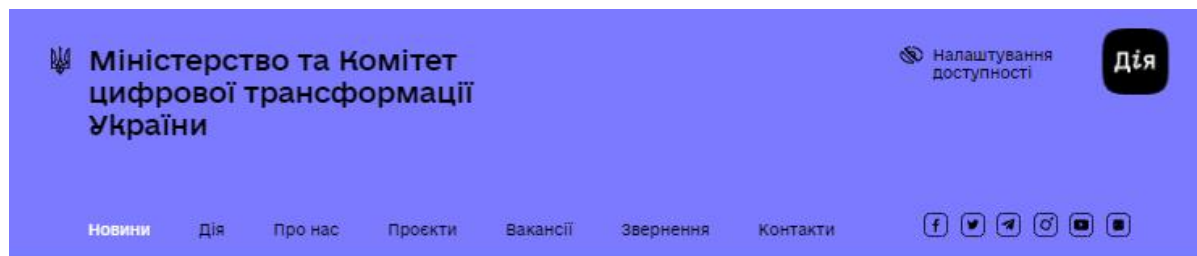 Міністерство та Комітет
цифрової трансформації
України
Налаштування
доступності
Дія
Новини Дія Про нас Проєкти Вакансії Звернення Контакти